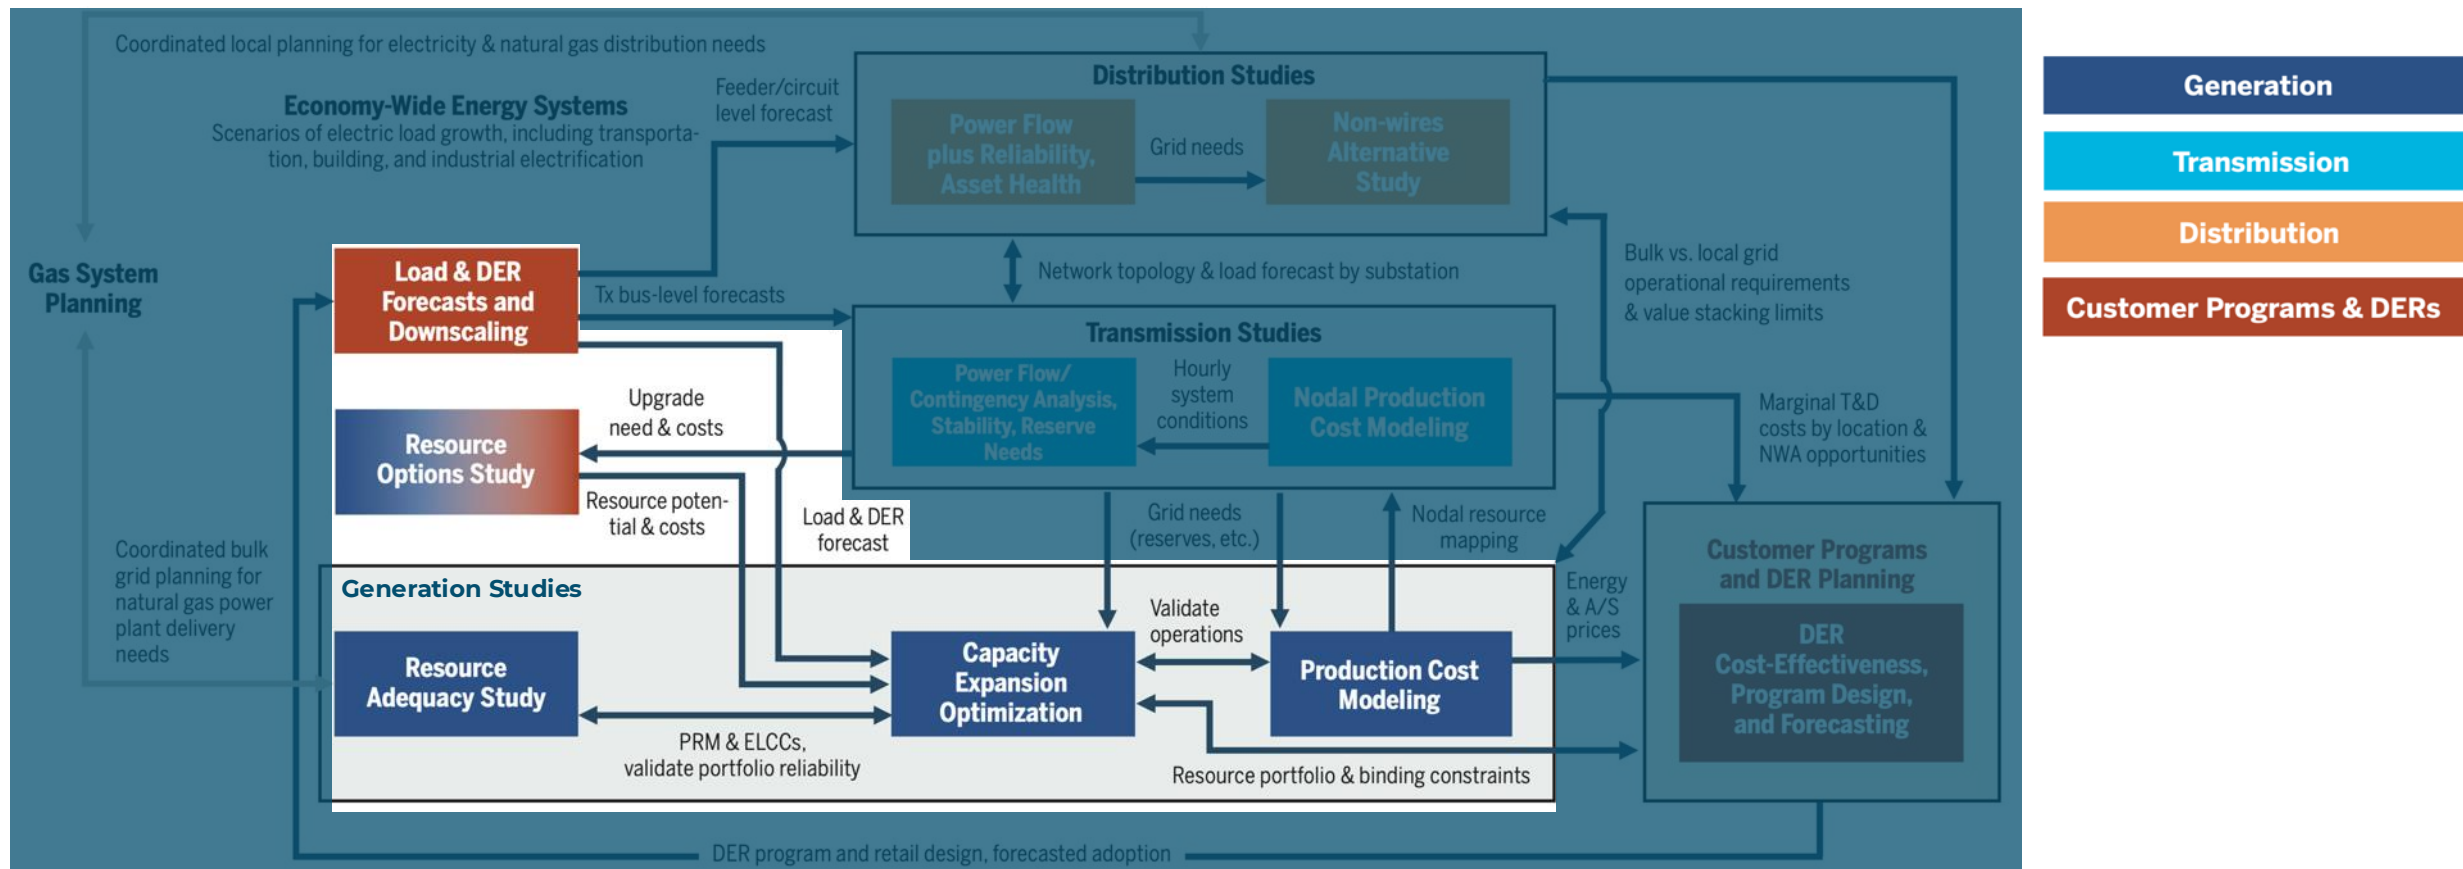 Coordinated local planning for electricity & natural gas distribution needs
Economy-Wide Energy Systems
Scenarios of electric load growth, including transporta-
tion, building, and industrial electrification
Feeder/circuit
level forecast
Distribution Studies
Power Flow
plus Reliability,
Asset Health
Grid needs
Non-wires
Alternative
Study
Generation
Transmission
Distribution
Customer Programs & DERs
Gas System
Planning
Load & DER
Forecasts and
Downscaling
Tx bus-level forecasts
Network topology & load forecast by substation
Bulk vs. local grid
operational requirements
& value stacking limits
Transmission Studies
Power Flow/
Contingency Analysis,
Stability, Reserve
Needs
Hourly
system
conditions
Nodal Production
Cost Modeling
Upgrade
need & costs
Resource
Options Study
Resource poten-
tial & costs
Load & DER
forecast
Grid needs
(reserves, etc.)
Nodal resource
mapping
Marginal T&D
costs by location &
NWA opportunities
Coordinated bulk
grid planning for
natural gas power
plant delivery
needs
Generation Studies
Resource
Adequacy Study
PRM & ELCCs,
validate portfolio reliability
Capacity
Expansion
Optimization
Validate
operations
Production Cost
Modeling
Resource portfolio & binding constraints
Energy
& A/S
prices
Customer Programs
and DER Planning
DER
Cost-Effectiveness,
Program Design,
and Forecasting
DER program and retail design, forecasted adoption